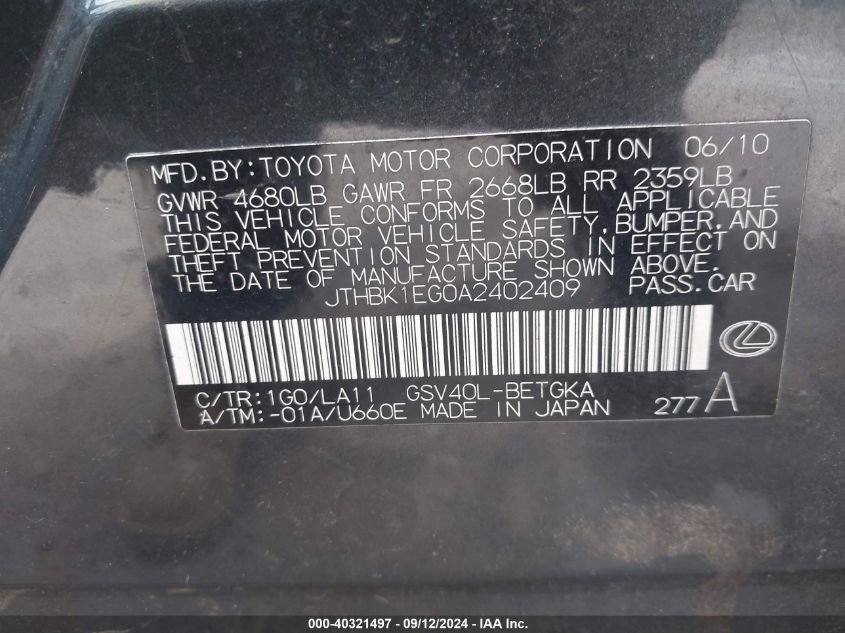 MFD.BY:TOYOTA MOTOR CORPORATION 06/10
GVWR 4680LB GAWR FR 2668LB RR 2359LB
THIS VEHICLE CONFORMS TO ALL APPLICABLE
FEDERAL MOTOR VEHICLE SAFETY,BUMPER,AND
THEFT PREVENTION STANDARDS IN EFFECT ON
THE DATE OF MANUFACTURE SHOWN ABOVE.
JTHBK1EG0A2402409 PASS.CAR
C/TR:1G0/LA11 GSV40L-BETGKA
A/TM:-01A/U660E MADE IN JAPAN 277A
000-40321497 - 09/12/2024 - IAA Inc.